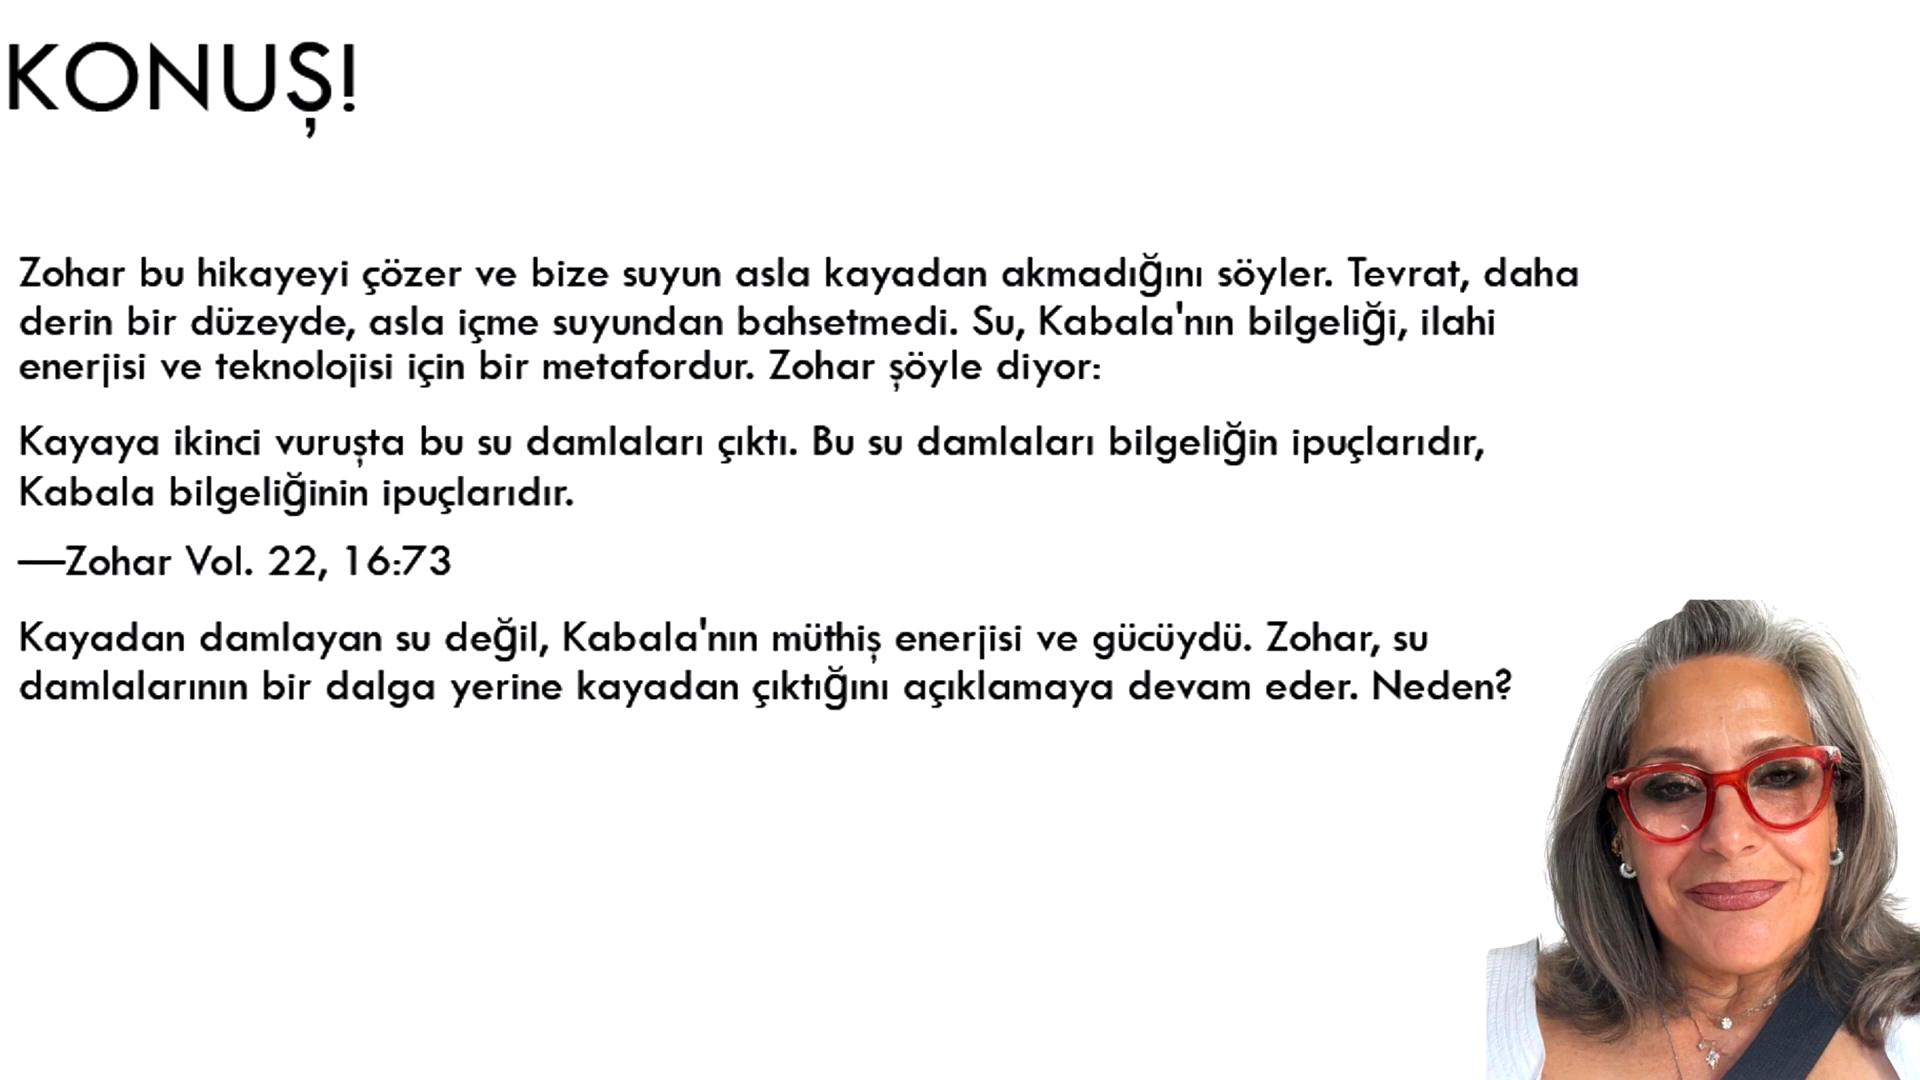 KONUŞ!
Zohar bu hikayeyi çözer ve bize suyun asla kayadan akmadığını söyler. Tevrat, daha
derin bir düzeyde, asla içme suyundan bahsetmedi. Su, Kabala'nın bilgeliği, ilahi
enerjisi ve teknolojisi için bir metafordur. Zohar şöyle diyor:
Kayaya ikinci vuruşta bu su damlaları çıktı. Bu su damlaları bilgeliğin ipuçlarıdır,
Kabala bilgeliğinin ipuçlarıdır.
—Zohar Vol. 22, 16:73
Kayadan damlayan su değil, Kabala'nın müthiş enerjisi ve gücüydü. Zohar, su
damlalarının bir dalga yerine kayadan çıktığını açıklamaya devam eder. Neden?